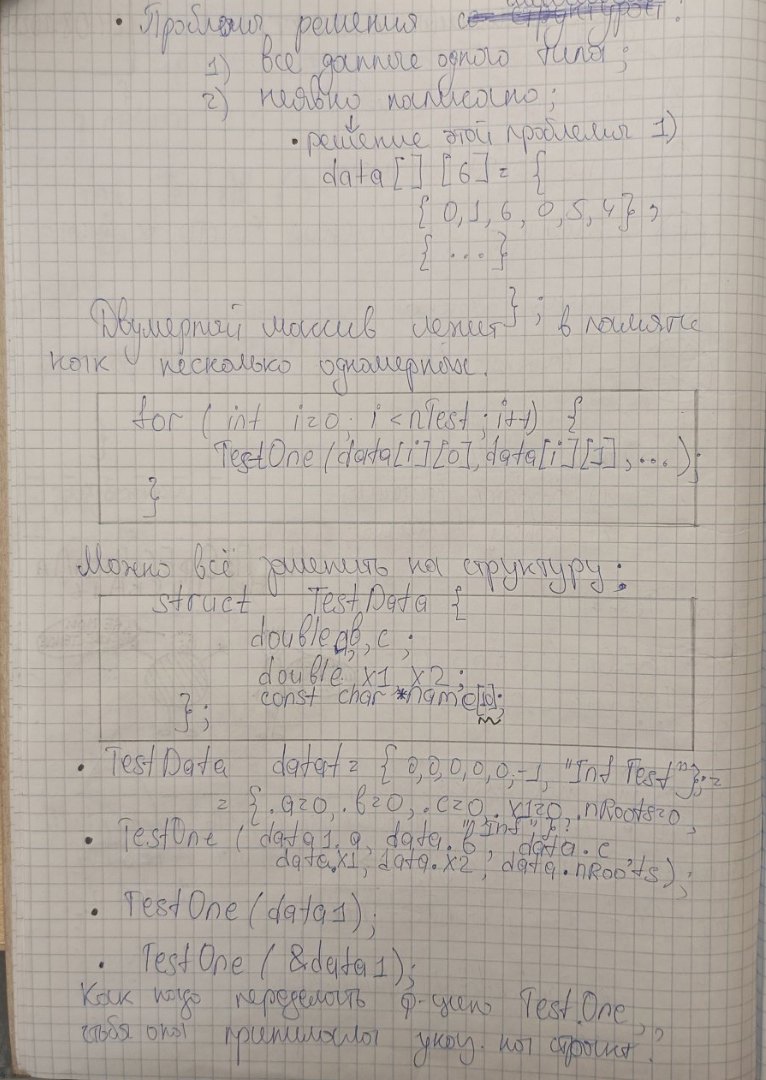 • Проблемы решения со
1) все данные одного типа;
2) неявно написано;
• решение этой проблемы 1)
data[][6] = {
{ 0,1,6,0,5,4} ,
{ ... }
};
Двумерный массив лежит в памяти
как несколько одномерных.
for ( int i=0; i<nTest; i++) {
TestOne(data[i][0],data[i][1],...);
}
Можно всё заменить на структуру:
struct TestData {
double a,b,c ;
double x1, x2 ;
const char *name[10];
};
• TestData data1 = { 0,0,0,0,0,-1, "Inf Test"}; =
= { .a=0, .b=0, .c=0, .x1=0, .nRoots=0,
"Inf" };
• TestOne ( data1.a, data.b, data.c
data.x1, data.x2, data.nRoots);
• TestOne(data1);
• TestOne ( &data1);
Как надо переделать ф-цию TestOne,
чтобы она принимала указ. на строкт.?